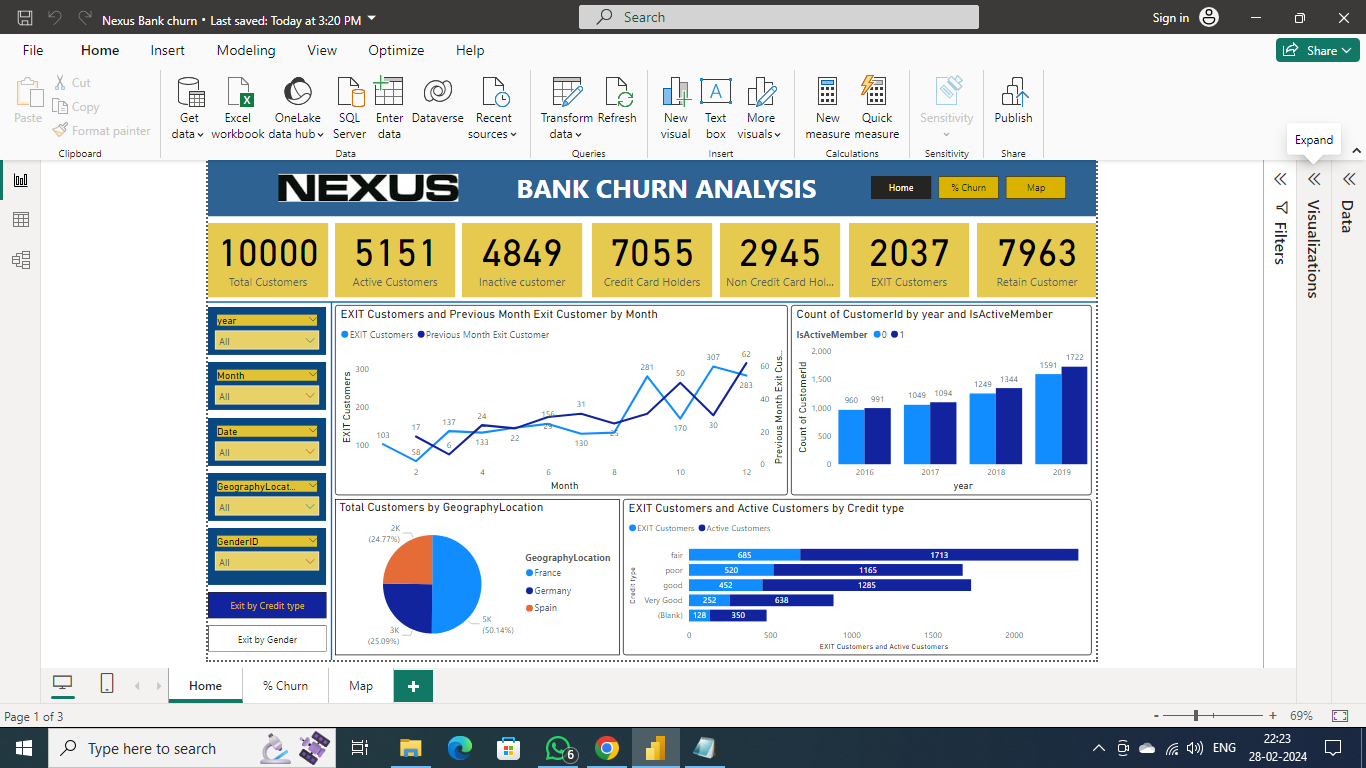 Nexus Bank churn • Last saved: Today at 3:20 PM
Search
Sign in
File Home Insert Modeling View Optimize Help
Share
Paste
Cut
Copy
Format painter
Clipboard
Get data
Excel workbook
OneLake data hub
SQL Server
Enter data
Dataverse
Recent sources
Data
Transform data
Refresh
Queries
New visual
Text box
More visuals
Insert
New measure
Quick measure
Calculations
Sensitivity
Sensitivity
Publish
Share
Expand
NEXUS
BANK CHURN ANALYSIS
Home
% Churn
Map
10000
Total Customers
5151
Active Customers
4849
Inactive customer
7055
Credit Card Holders
2945
Non Credit Card Hol...
2037
EXIT Customers
7963
Retain Customer
Filters
Visualizations
Data
year
All
Month
All
Date
All
GeographyLocat...
All
GenderID
All
Exit by Credit type
Exit by Gender
EXIT Customers and Previous Month Exit Customer by Month
EXIT Customers Previous Month Exit Customer
EXIT Customers
300
200
100
103
58
137
133
156
130
281
170
307
283
17
6
24
22
29
31
25
50
30
62
60
40
20
0
Previous Month Exit Cus...
2 4 6 8 10 12
Month
Count of CustomerId by year and IsActiveMember
IsActiveMember 0 1
Count of CustomerId
2,000
1,500
1,000
500
0
960 991
1049 1094
1249 1344
1591 1722
2016 2017 2018 2019
year
Total Customers by GeographyLocation
2K
(24.77%)
3K
(25.09%)
5K
(50.14%)
GeographyLocation
France
Germany
Spain
EXIT Customers and Active Customers by Credit type
EXIT Customers Active Customers
Credit type
fair 685 1713
poor 520 1165
good 452 1285
Very Good 252 638
(Blank) 128 350
0 500 1000 1500 2000
EXIT Customers and Active Customers
Home
% Churn
Map
Page 1 of 3
- + 69%
Type here to search
6
ENG
22:23
28-02-2024